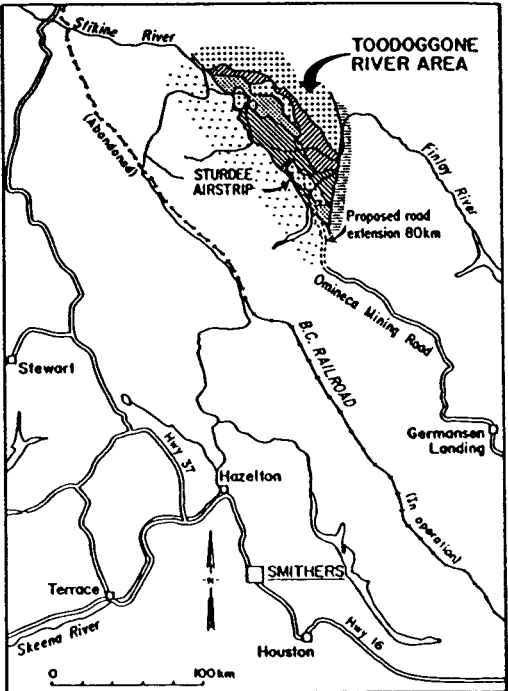 Stikine River
TOODOGGONE
RIVER AREA
(Abandoned)
STURDEE
AIRSTRIP
Finlay River
Proposed road
extension 80km
Omineca Mining Road
B.C. RAILROAD
Stewart
Germansen
Landing
Hwy 37
Hazelton
(In operation)
N
SMITHERS
Terrace
Skeena River
Houston
Hwy 16
0 100km